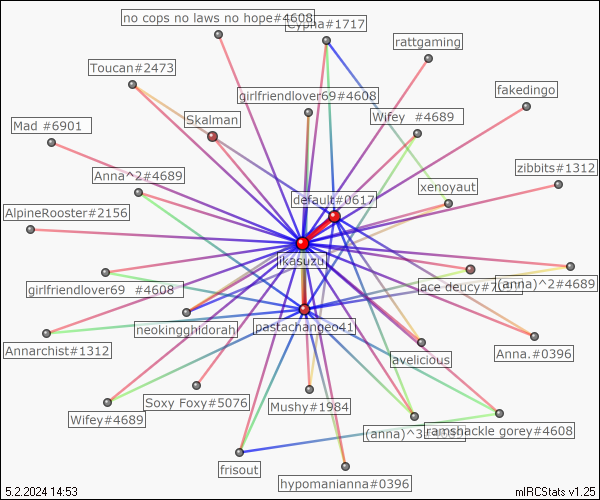 no cops no laws no hope#4608
Cypha#1717
rattgaming
Toucan#2473
girlfriendlover69#4608
fakedingo
Mad #6901
Skalman
Wifey #4689
Anna^2#4689
zibbits#1312
default#0617
xenoyaut
AlpineRooster#2156
ikasuzu
girlfriendlover69 #4608
ace deucy#7
(anna)^2#4689
neokingghidorah
pastachangeo41
Annarchist#1312
avelicious
Anna.#0396
Soxy Foxy#5076
Mushy#1984
Wifey#4689
(anna)^3
ramshackle gorey#4608
frisout
hypomanianna#0396
5.2.2024 14:53
mIRCStats v1.25